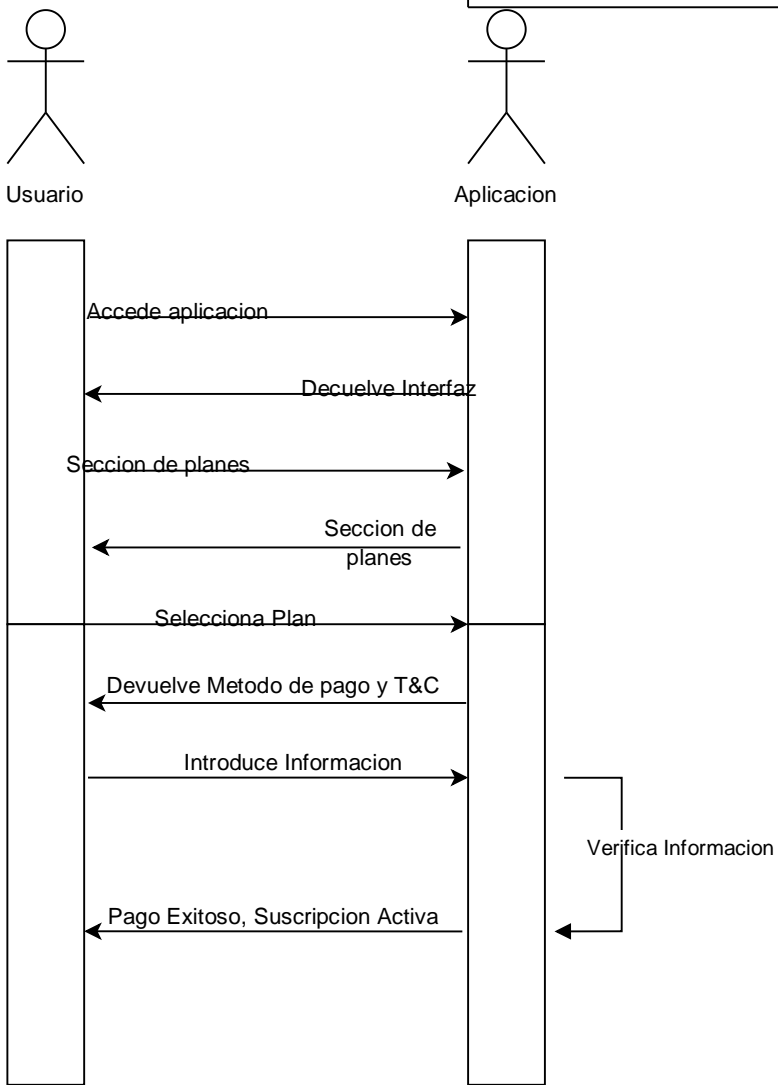 Usuario
Aplicacion
Accede aplicacion
Decuelve Interfaz
Seccion de planes
Seccion de
planes
Selecciona Plan
Devuelve Metodo de pago y T&C
Introduce Informacion
Verifica Informacion
Pago Exitoso, Suscripcion Activa